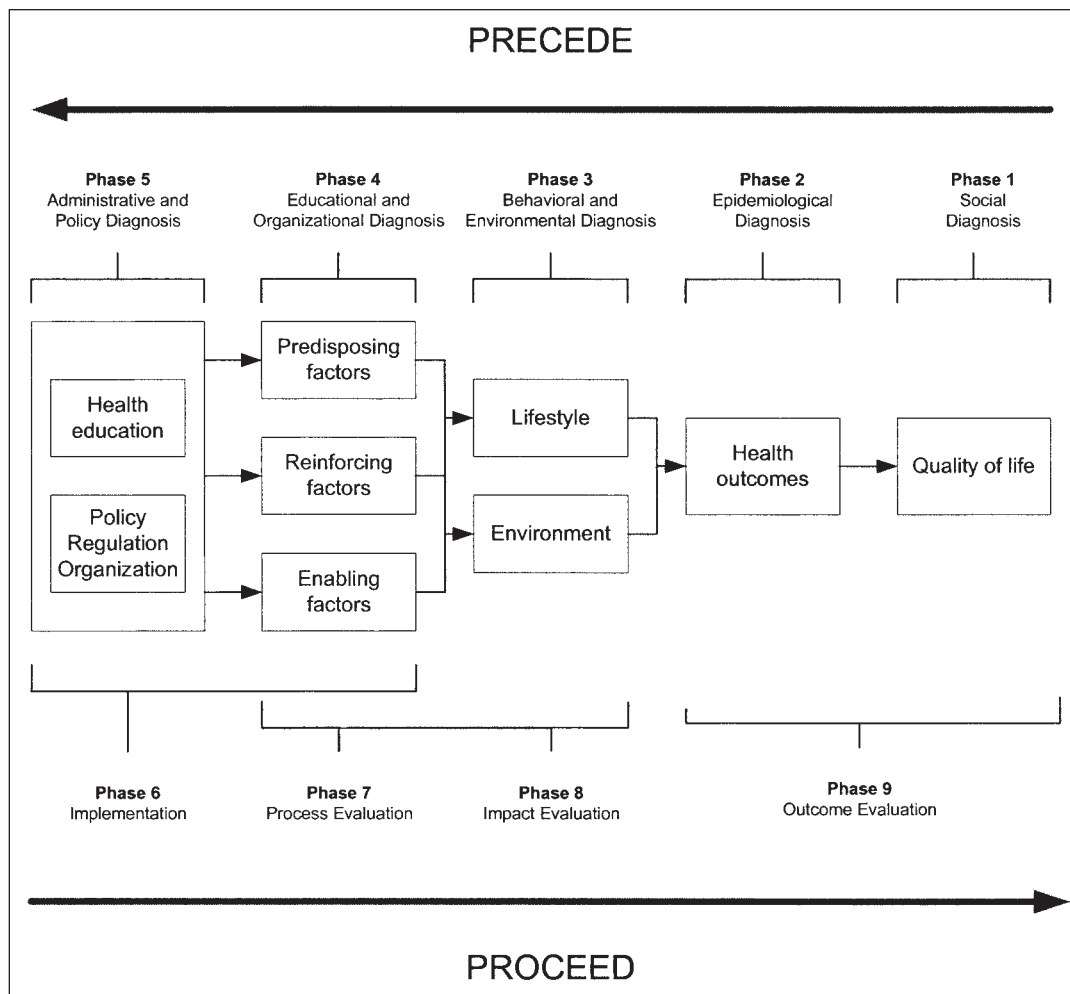 PRECEDE
Phase 5
Administrative and
Policy Diagnosis
Phase 4
Educational and
Organizational Diagnosis
Phase 3
Behavioral and
Environmental Diagnosis
Phase 2
Epidemiological
Diagnosis
Phase 1
Social
Diagnosis
Health
education
Policy
Regulation
Organization
Predisposing
factors
Reinforcing
factors
Enabling
factors
Lifestyle
Environment
Health
outcomes
Quality of life
Phase 6
Implementation
Phase 7
Process Evaluation
Phase 8
Impact Evaluation
Phase 9
Outcome Evaluation
PROCEED